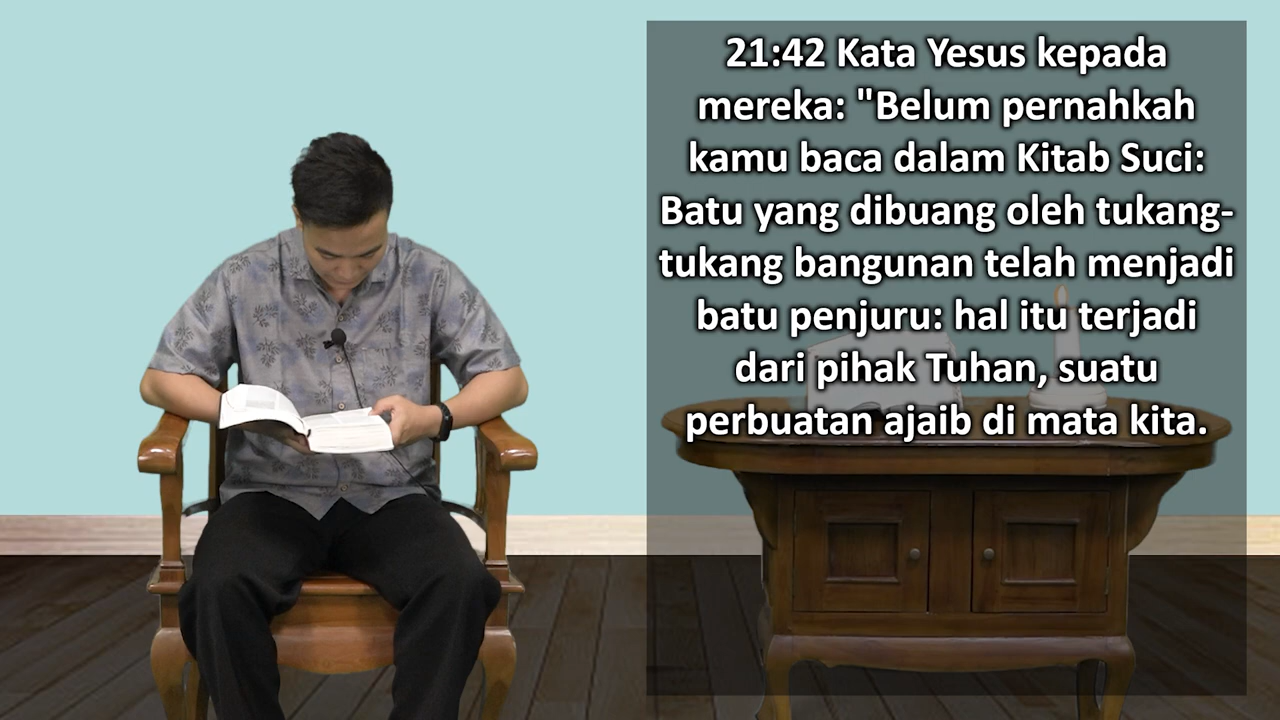 21:42 Kata Yesus kepada
mereka: "Belum pernahkah
kamu baca dalam Kitab Suci:
Batu yang dibuang oleh tukang-
tukang bangunan telah menjadi
batu penjuru: hal itu terjadi
dari pihak Tuhan, suatu
perbuatan ajaib di mata kita.